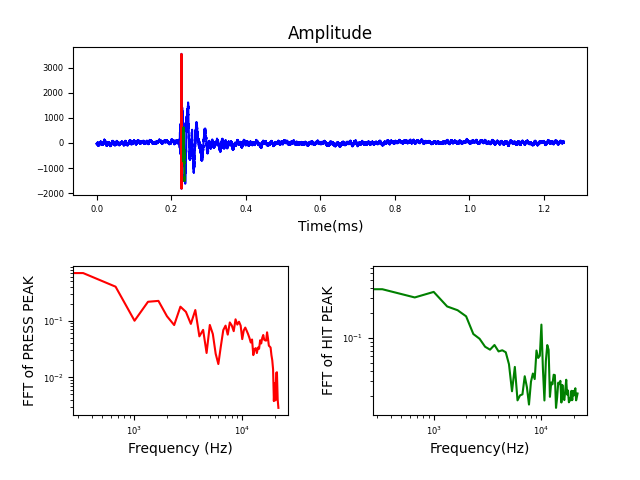 Amplitude
3000
2000
1000
0
−1000
−2000
0.0 0.2 0.4 0.6 0.8 1.0 1.2
Time(ms)
FFT of PRESS PEAK
10⁻¹
10⁻²
10³ 10⁴
Frequency (Hz)
FFT of HIT PEAK
10⁻¹
10³ 10⁴
Frequency(Hz)